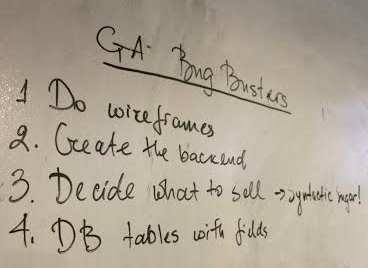 GA- Bug Busters
1 Do wireframes
2. Create the backend
3. Decide what to sell → syntactic sugar!
4. DB tables with fields